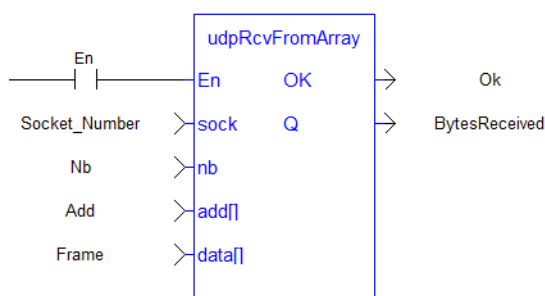 udpRcvFromArray
En
En OK Ok
Socket_Number sock Q BytesReceived
Nb nb
Add add[]
Frame data[]